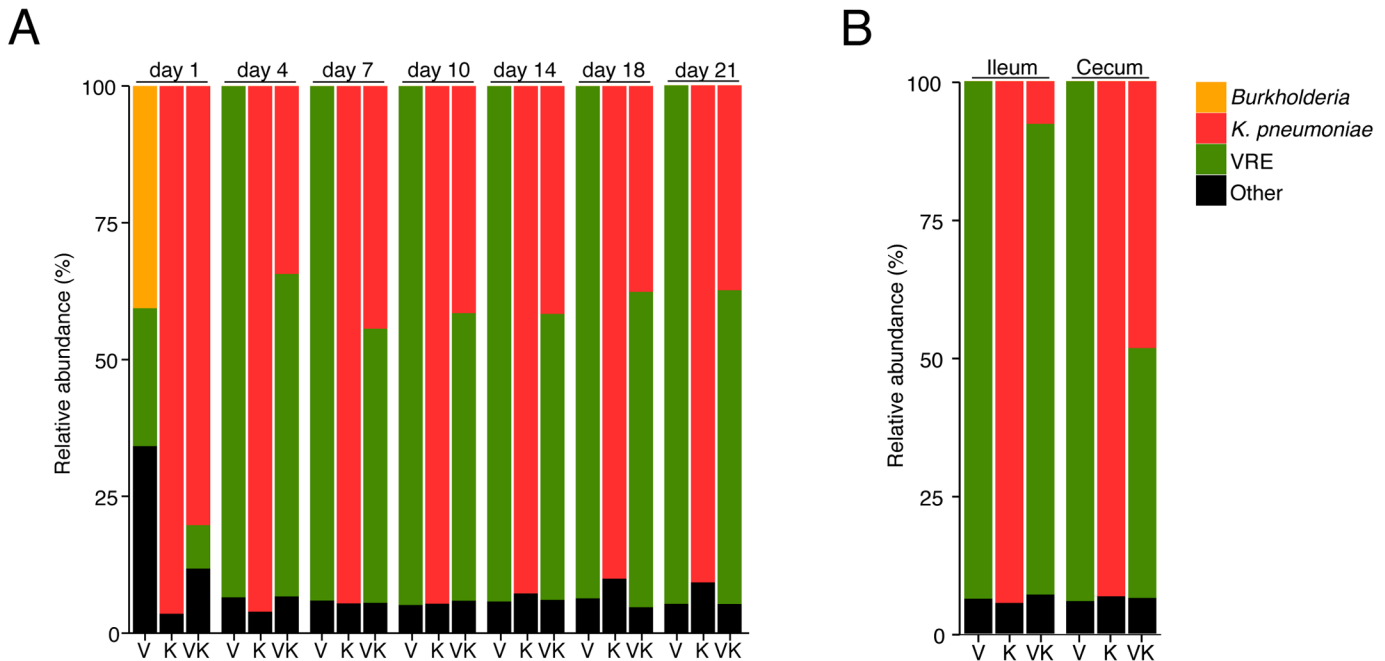 A
B
day 1 day 4 day 7 day 10 day 14 day 18 day 21
Ileum Cecum
100
75
50
25
0
Relative abundance (%)
V K VK V K VK V K VK V K VK V K VK V K VK V K VK
100
75
50
25
0
Relative abundance (%)
V K VK V K VK
Burkholderia
K. pneumoniae
VRE
Other